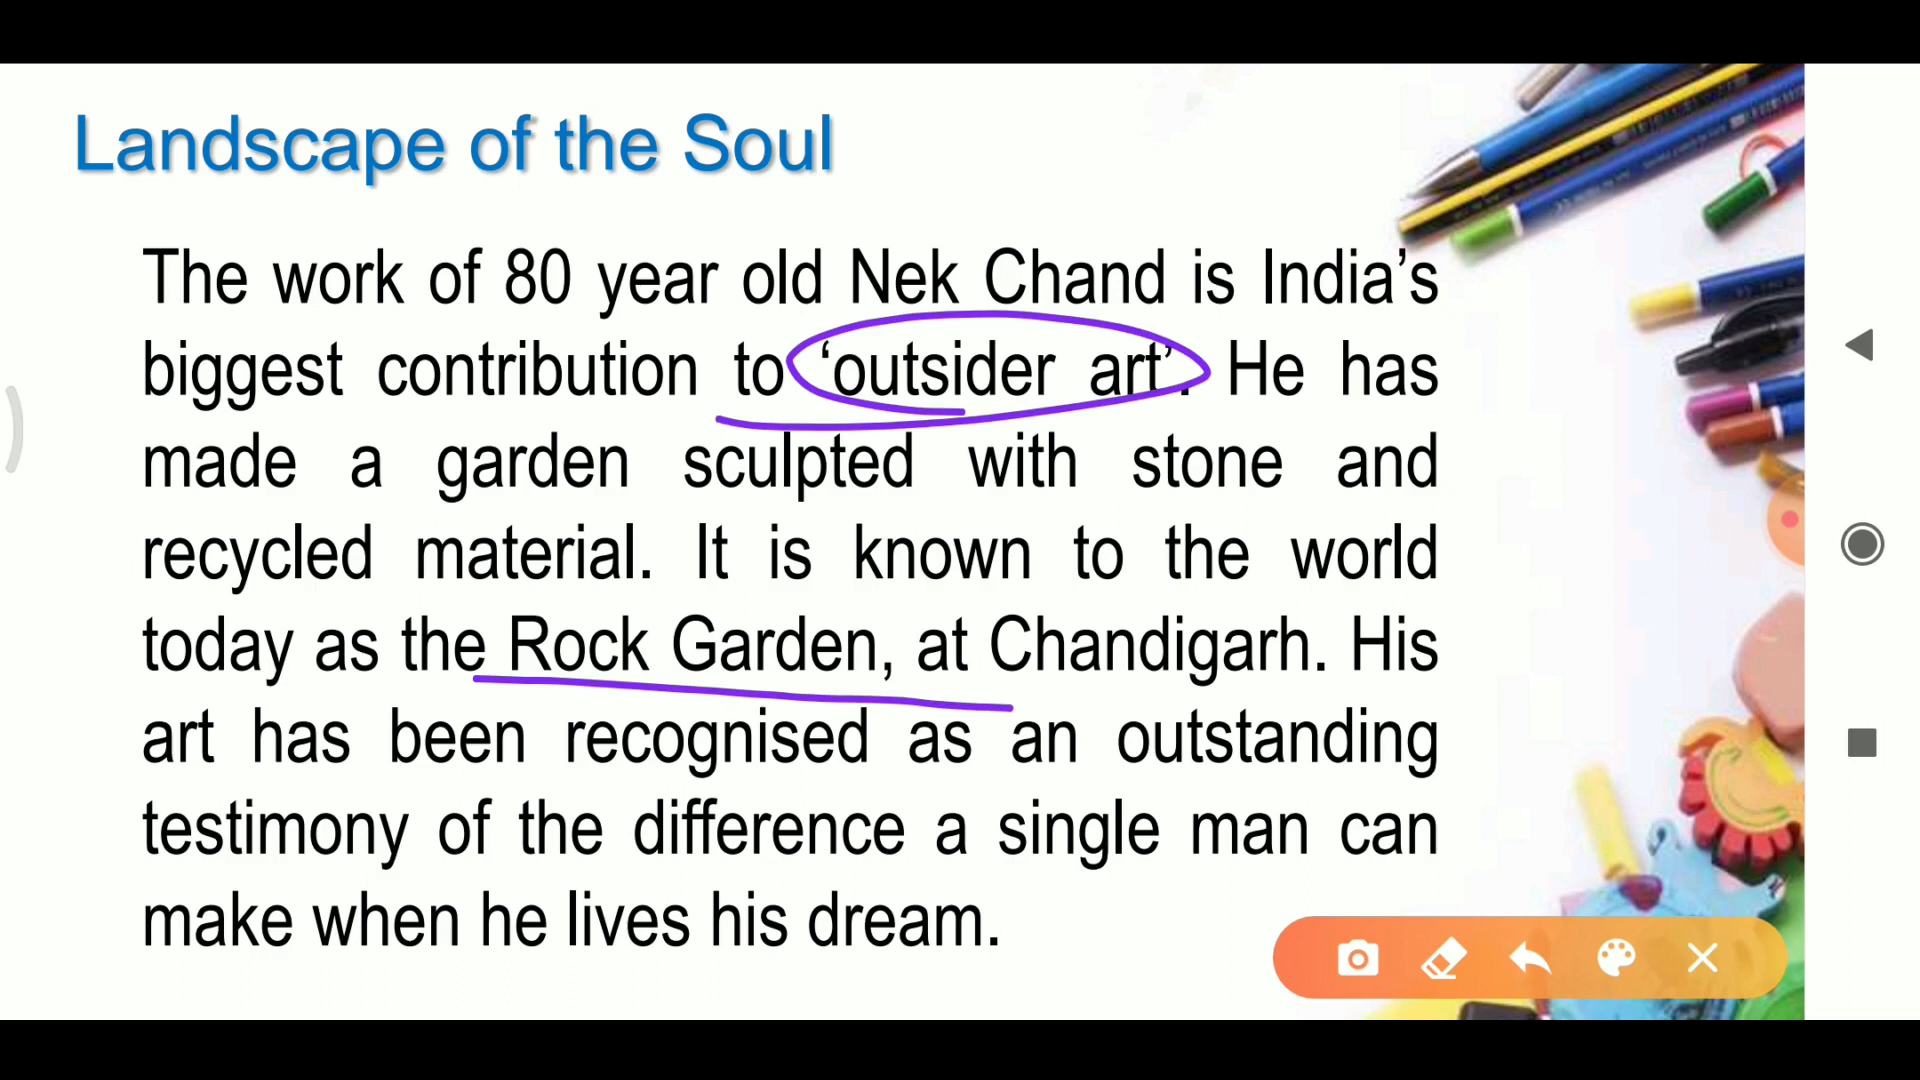 Landscape of the Soul
The work of 80 year old Nek Chand is India’s
biggest contribution to ‘outsider art’. He has
made a garden sculpted with stone and
recycled material. It is known to the world
today as the Rock Garden, at Chandigarh. His
art has been recognised as an outstanding
testimony of the difference a single man can
make when he lives his dream.